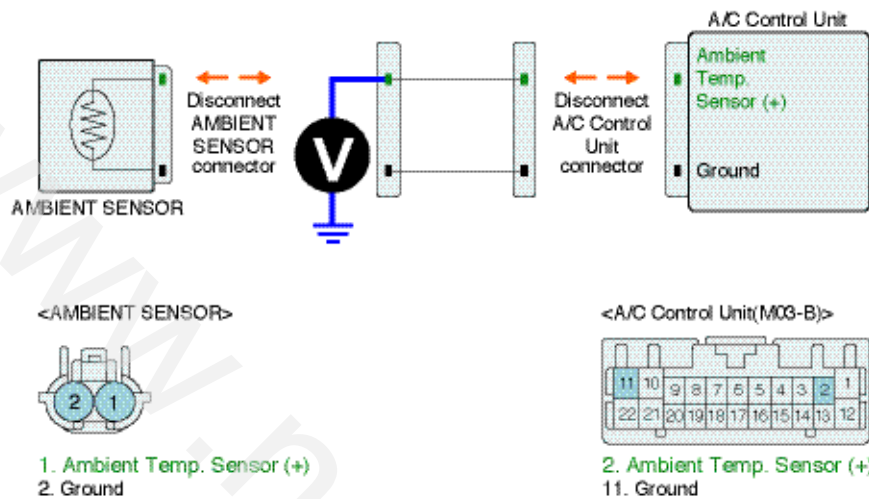 A/C Control Unit
Ambient
Temp.
Sensor (+)
Ground
Disconnect
AMBIENT
SENSOR
connector
V
Disconnect
A/C Control
Unit
connector
AMBIENT SENSOR
<AMBIENT SENSOR>
2 1
1. Ambient Temp. Sensor (+)
2. Ground
<A/C Control Unit(M03-B)>
11 10 9 8 7 6 5 4 3 2 1
22 21 20 19 18 17 16 15 14 13 12
2. Ambient Temp. Sensor (+)
11. Ground
www.